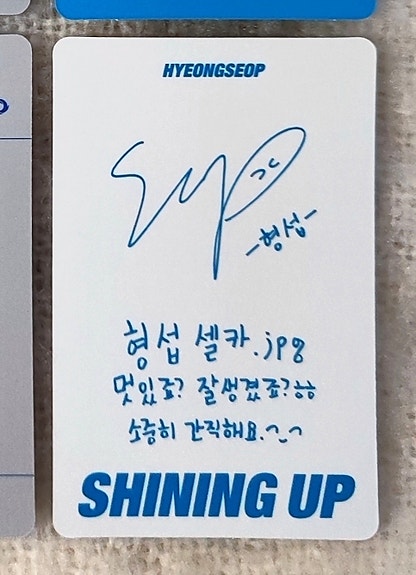 HYEONGSEOP
-형섭-
형섭 셀카.jpg
멋있죠? 잘생겼죠?ㅎㅎ
소중히 간직해요.^_^
SHINING UP